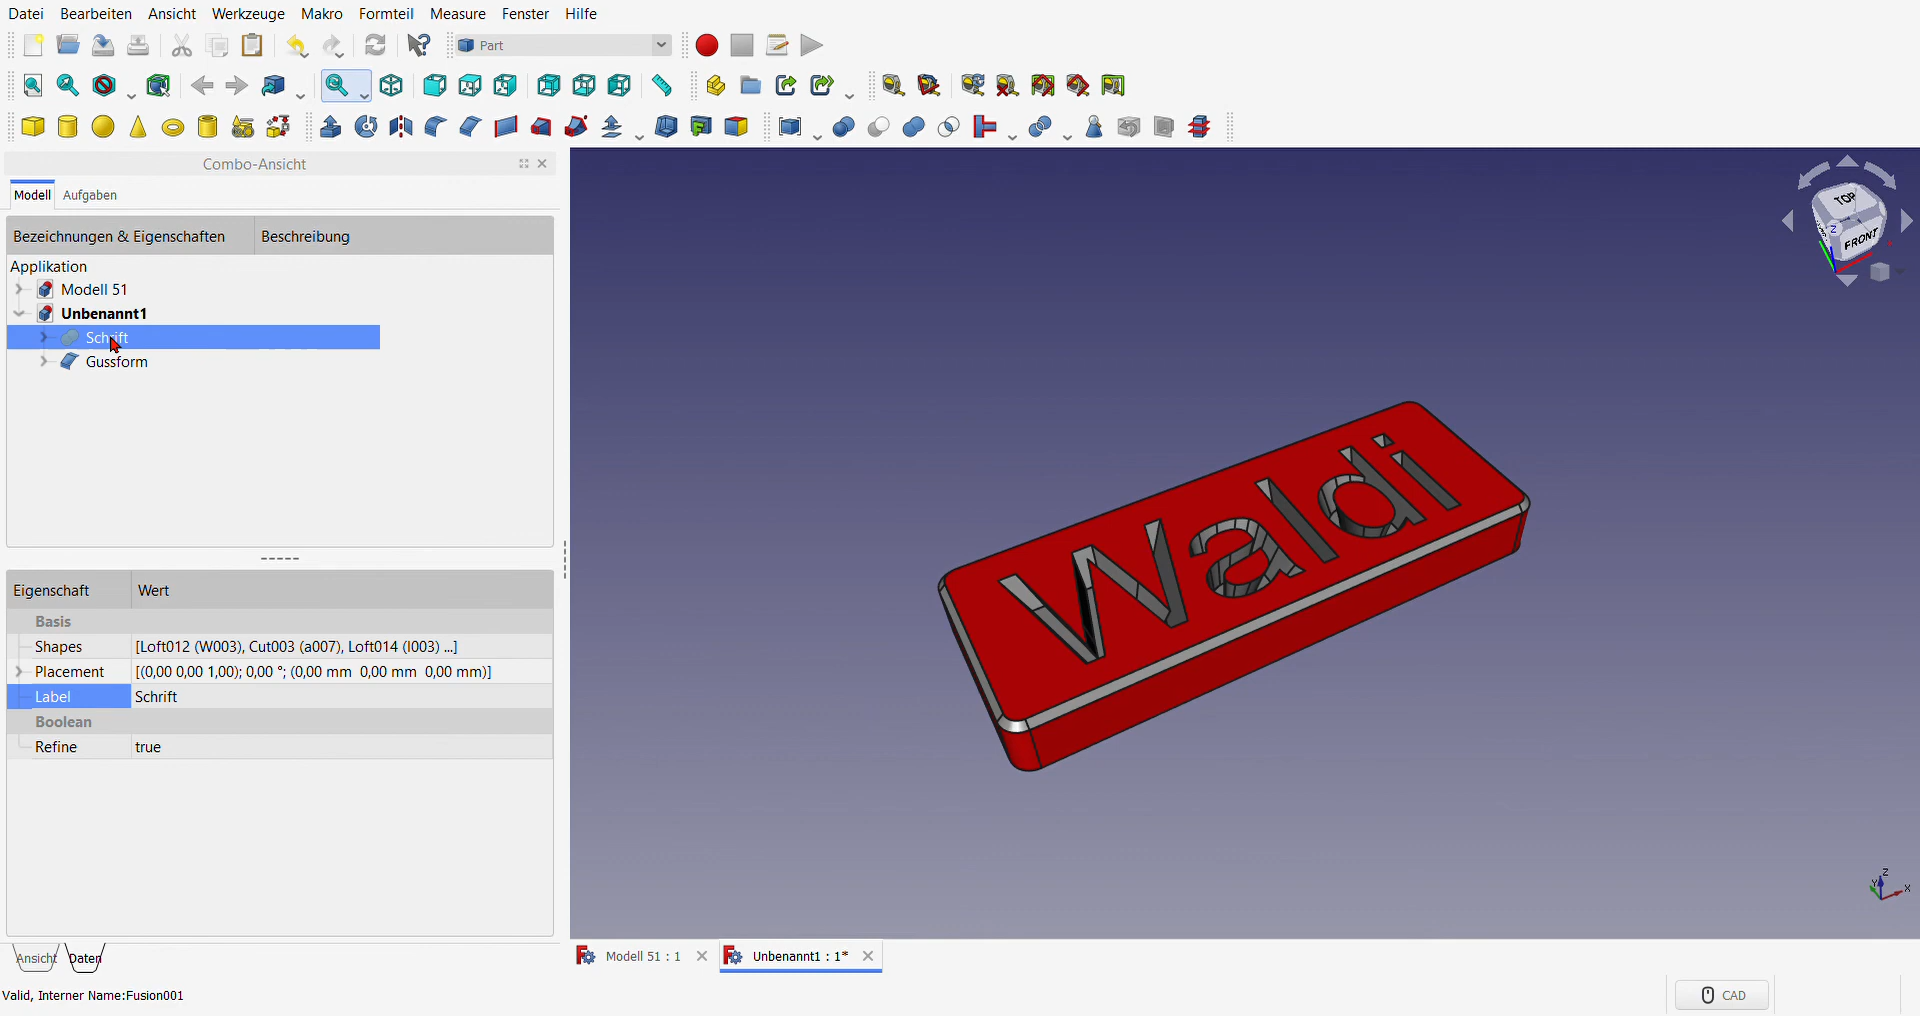 Datei Bearbeiten Ansicht Werkzeuge Makro Formteil Measure Fenster Hilfe
Part
Combo-Ansicht
Modell Aufgaben
Bezeichnungen & Eigenschaften Beschreibung
Applikation
Modell 51
Unbenannt1
Schrift
Gussform
Eigenschaft Wert
Basis
Shapes [Loft012 (W003), Cut003 (a007), Loft014 (l003) ...]
Placement [(0,00 0,00 1,00); 0,00 °; (0,00 mm 0,00 mm 0,00 mm)]
Label Schrift
Boolean
Refine true
Ansicht Daten
Valid, Interner Name:Fusion001
TOP
FRONT
Z
Waldi
Z
Y
X
Modell 51 : 1
Unbenannt1 : 1*
CAD